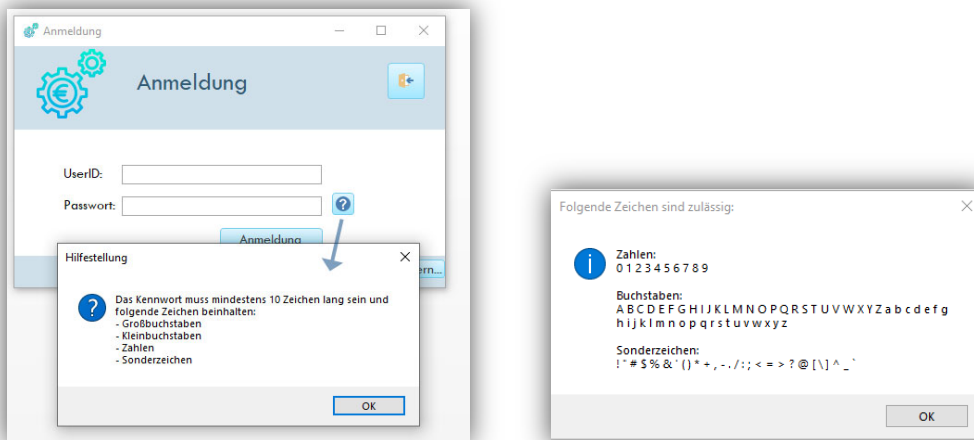 Anmeldung
Anmeldung
UserID:
Passwort:
Anmeldung
ern...
Hilfestellung
Das Kennwort muss mindestens 10 Zeichen lang sein und
folgende Zeichen beinhalten:
- Großbuchstaben
- Kleinbuchstaben
- Zahlen
- Sonderzeichen
OK
Folgende Zeichen sind zulässig:
Zahlen:
0 1 2 3 4 5 6 7 8 9
Buchstaben:
A B C D E F G H I J K L M N O P Q R S T U V W X Y Z a b c d e f g
h i j k l m n o p q r s t u v w x y z
Sonderzeichen:
! " # $ % & ' ( ) * + , - . / : ; < = > ? @ [ \ ] ^ _ `
OK